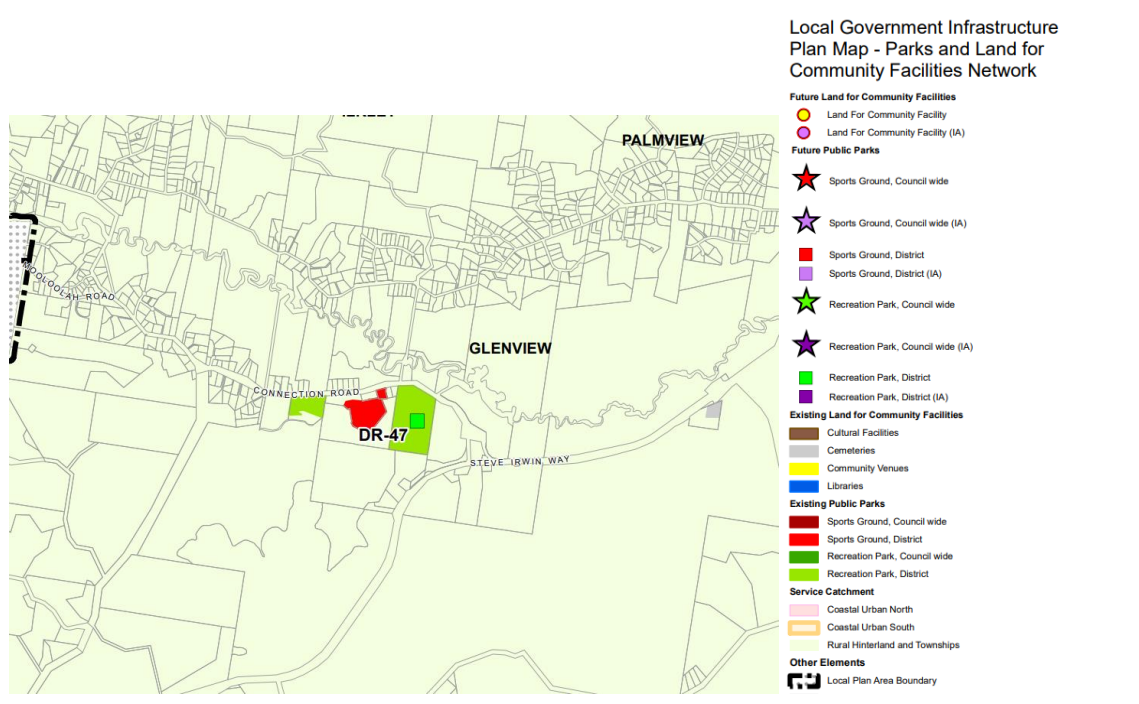 Local Government Infrastructure
Plan Map - Parks and Land for
Community Facilities Network
Future Land for Community Facilities
Land For Community Facility
Land For Community Facility (IA)
Future Public Parks
Sports Ground, Council wide
Sports Ground, Council wide (IA)
Sports Ground, District
Sports Ground, District (IA)
Recreation Park, Council wide
Recreation Park, Council wide (IA)
Recreation Park, District
Recreation Park, District (IA)
Existing Land for Community Facilities
Cultural Facilities
Cemeteries
Community Venues
Libraries
Existing Public Parks
Sports Ground, Council wide
Sports Ground, District
Recreation Park, Council wide
Recreation Park, District
Service Catchment
Coastal Urban North
Coastal Urban South
Rural Hinterland and Townships
Other Elements
Local Plan Area Boundary
PALMVIEW
MOOLOOLAH ROAD
GLENVIEW
CONNECTION ROAD
DR-47
STEVE IRWIN WAY